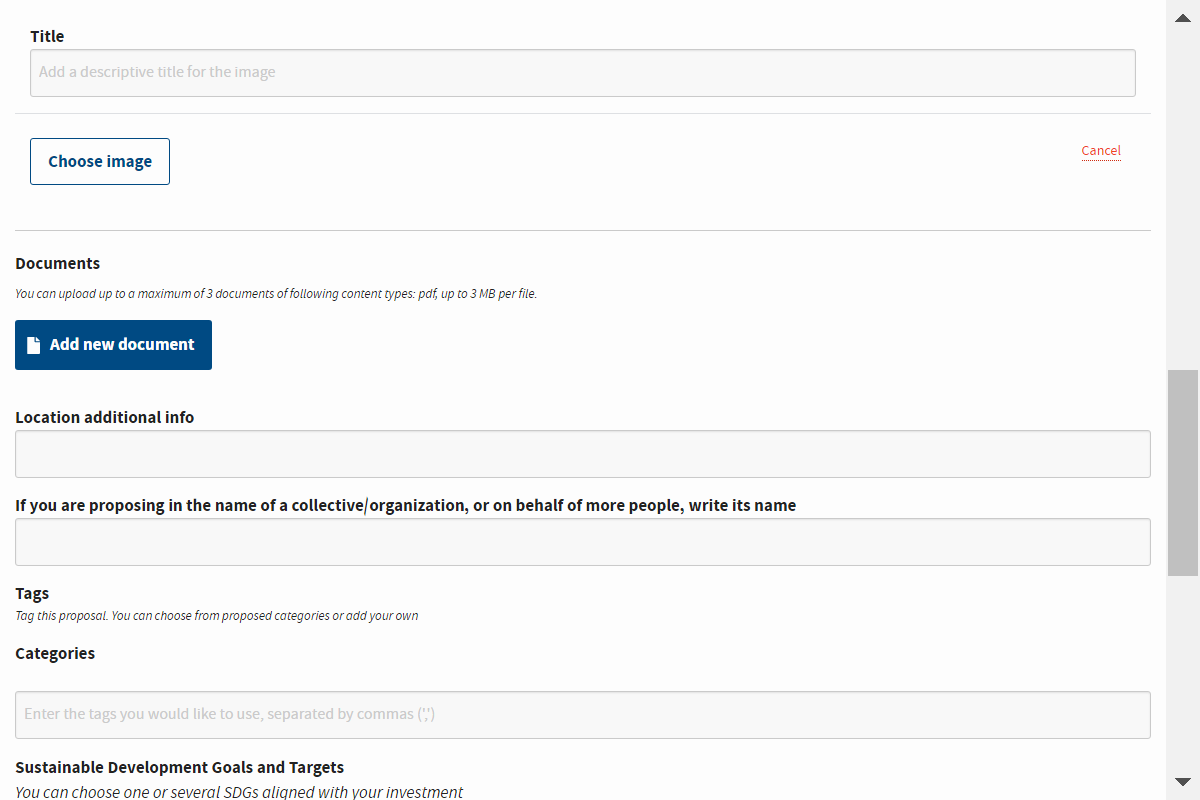 Title
Add a descriptive title for the image
Choose image
Cancel
Documents
You can upload up to a maximum of 3 documents of following content types: pdf, up to 3 MB per file.
Add new document
Location additional info
If you are proposing in the name of a collective/organization, or on behalf of more people, write its name
Tags
Tag this proposal. You can choose from proposed categories or add your own
Categories
Enter the tags you would like to use, separated by commas (',')
Sustainable Development Goals and Targets
You can choose one or several SDGs aligned with your investment